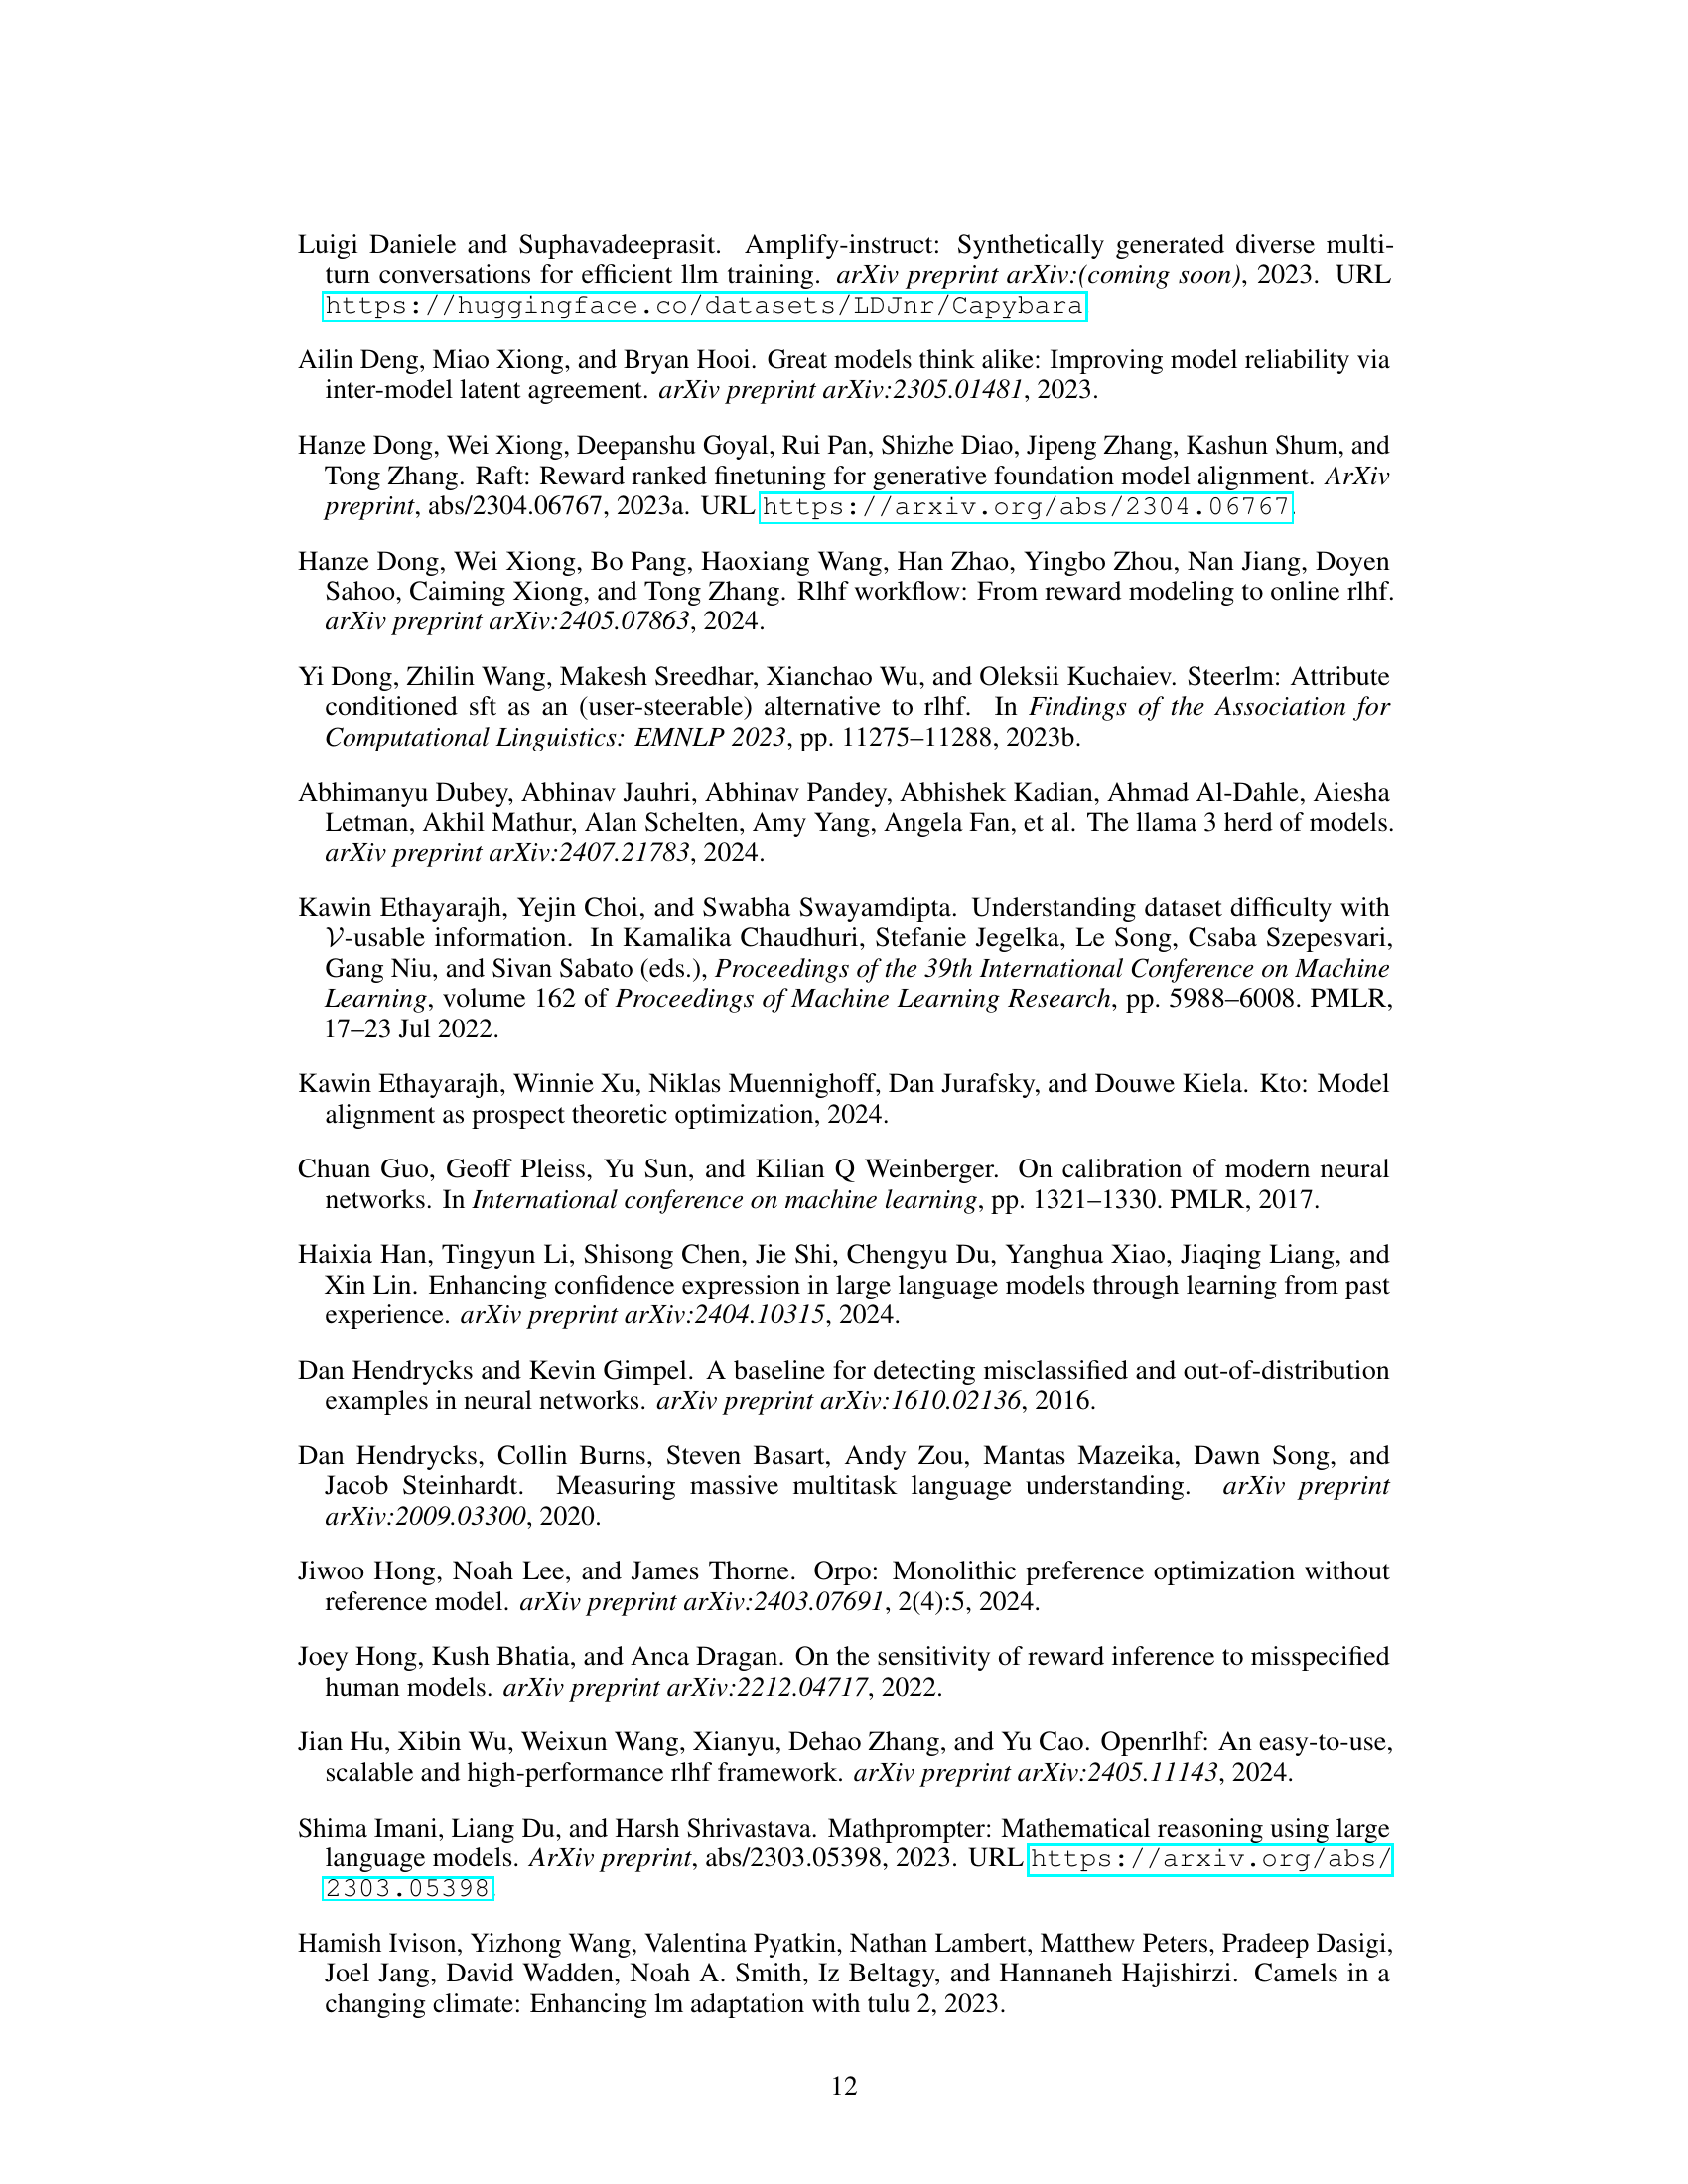 Luigi Daniele and Suphavadeeprasit. Amplify-instruct: Synthetically generated diverse multi-
turn conversations for efficient llm training. arXiv preprint arXiv:(coming soon), 2023. URL
https://huggingface.co/datasets/LDJnr/Capybara
Ailin Deng, Miao Xiong, and Bryan Hooi. Great models think alike: Improving model reliability via
inter-model latent agreement. arXiv preprint arXiv:2305.01481, 2023.
Hanze Dong, Wei Xiong, Deepanshu Goyal, Rui Pan, Shizhe Diao, Jipeng Zhang, Kashun Shum, and
Tong Zhang. Raft: Reward ranked finetuning for generative foundation model alignment. ArXiv
preprint, abs/2304.06767, 2023a. URL https://arxiv.org/abs/2304.06767.
Hanze Dong, Wei Xiong, Bo Pang, Haoxiang Wang, Han Zhao, Yingbo Zhou, Nan Jiang, Doyen
Sahoo, Caiming Xiong, and Tong Zhang. Rlhf workflow: From reward modeling to online rlhf.
arXiv preprint arXiv:2405.07863, 2024.
Yi Dong, Zhilin Wang, Makesh Sreedhar, Xianchao Wu, and Oleksii Kuchaiev. Steerlm: Attribute
conditioned sft as an (user-steerable) alternative to rlhf. In Findings of the Association for
Computational Linguistics: EMNLP 2023, pp. 11275–11288, 2023b.
Abhimanyu Dubey, Abhinav Jauhri, Abhinav Pandey, Abhishek Kadian, Ahmad Al-Dahle, Aiesha
Letman, Akhil Mathur, Alan Schelten, Amy Yang, Angela Fan, et al. The llama 3 herd of models.
arXiv preprint arXiv:2407.21783, 2024.
Kawin Ethayarajh, Yejin Choi, and Swabha Swayamdipta. Understanding dataset difficulty with
𝒱-usable information. In Kamalika Chaudhuri, Stefanie Jegelka, Le Song, Csaba Szepesvari,
Gang Niu, and Sivan Sabato (eds.), Proceedings of the 39th International Conference on Machine
Learning, volume 162 of Proceedings of Machine Learning Research, pp. 5988–6008. PMLR,
17–23 Jul 2022.
Kawin Ethayarajh, Winnie Xu, Niklas Muennighoff, Dan Jurafsky, and Douwe Kiela. Kto: Model
alignment as prospect theoretic optimization, 2024.
Chuan Guo, Geoff Pleiss, Yu Sun, and Kilian Q Weinberger. On calibration of modern neural
networks. In International conference on machine learning, pp. 1321–1330. PMLR, 2017.
Haixia Han, Tingyun Li, Shisong Chen, Jie Shi, Chengyu Du, Yanghua Xiao, Jiaqing Liang, and
Xin Lin. Enhancing confidence expression in large language models through learning from past
experience. arXiv preprint arXiv:2404.10315, 2024.
Dan Hendrycks and Kevin Gimpel. A baseline for detecting misclassified and out-of-distribution
examples in neural networks. arXiv preprint arXiv:1610.02136, 2016.
Dan Hendrycks, Collin Burns, Steven Basart, Andy Zou, Mantas Mazeika, Dawn Song, and
Jacob Steinhardt. Measuring massive multitask language understanding. arXiv preprint
arXiv:2009.03300, 2020.
Jiwoo Hong, Noah Lee, and James Thorne. Orpo: Monolithic preference optimization without
reference model. arXiv preprint arXiv:2403.07691, 2(4):5, 2024.
Joey Hong, Kush Bhatia, and Anca Dragan. On the sensitivity of reward inference to misspecified
human models. arXiv preprint arXiv:2212.04717, 2022.
Jian Hu, Xibin Wu, Weixun Wang, Xianyu, Dehao Zhang, and Yu Cao. Openrlhf: An easy-to-use,
scalable and high-performance rlhf framework. arXiv preprint arXiv:2405.11143, 2024.
Shima Imani, Liang Du, and Harsh Shrivastava. Mathprompter: Mathematical reasoning using large
language models. ArXiv preprint, abs/2303.05398, 2023. URL https://arxiv.org/abs/
2303.05398.
Hamish Ivison, Yizhong Wang, Valentina Pyatkin, Nathan Lambert, Matthew Peters, Pradeep Dasigi,
Joel Jang, David Wadden, Noah A. Smith, Iz Beltagy, and Hannaneh Hajishirzi. Camels in a
changing climate: Enhancing lm adaptation with tulu 2, 2023.
12